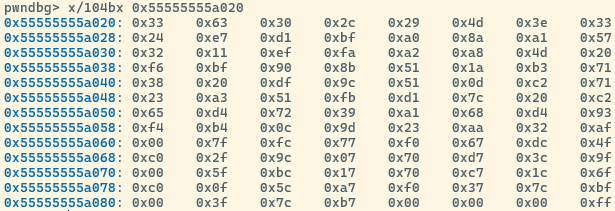 pwndbg> x/104bx 0x55555555a020
0x55555555a020: 0x33 0x63 0x30 0x2c 0x29 0x4d 0x3e 0x33
0x55555555a028: 0x24 0xe7 0xd1 0xbf 0xa0 0x8a 0xa1 0x57
0x55555555a030: 0x32 0x11 0xef 0xfa 0xa2 0xa8 0x4d 0x20
0x55555555a038: 0xf6 0xbf 0x90 0x8b 0x51 0x1a 0xb3 0x71
0x55555555a040: 0x38 0x20 0xdf 0x9c 0x51 0x0d 0xc2 0x71
0x55555555a048: 0x23 0xa3 0x51 0xfb 0xd1 0x7c 0x20 0xc2
0x55555555a050: 0x65 0xd4 0x72 0x39 0xa1 0x68 0xd4 0x93
0x55555555a058: 0xf4 0xb4 0x0c 0x9d 0x23 0xaa 0x32 0xaf
0x55555555a060: 0x00 0x7f 0xfc 0x77 0xf0 0x67 0xdc 0x4f
0x55555555a068: 0xc0 0x2f 0x9c 0x07 0x70 0xd7 0x3c 0x9f
0x55555555a070: 0x00 0x5f 0xbc 0x17 0x70 0xc7 0x1c 0x6f
0x55555555a078: 0xc0 0x0f 0x5c 0xa7 0xf0 0x37 0x7c 0xbf
0x55555555a080: 0x00 0x3f 0x7c 0xb7 0x00 0x00 0x00 0xff